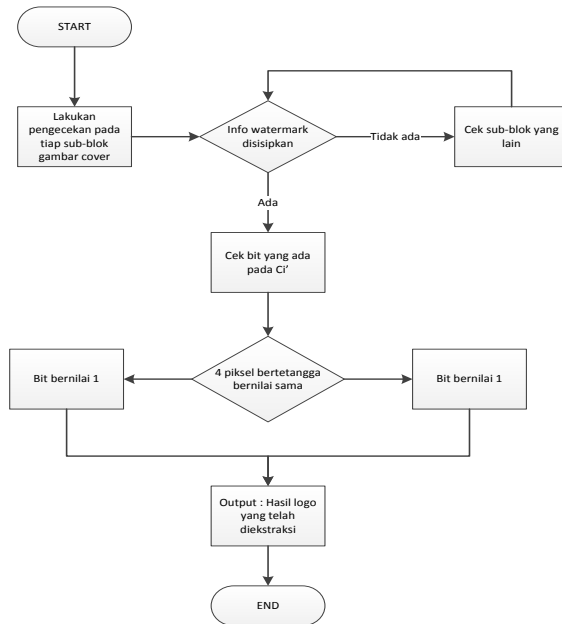 START
Lakukan
pengecekan pada
tiap sub-blok
gambar cover
Info watermark
disisipkan
Tidak ada
Cek sub-blok yang
lain
Ada
Cek bit yang ada
pada Ci'
4 piksel bertetangga
bernilai sama
Bit bernilai 1
Bit bernilai 1
Output : Hasil logo
yang telah
diekstraksi
END